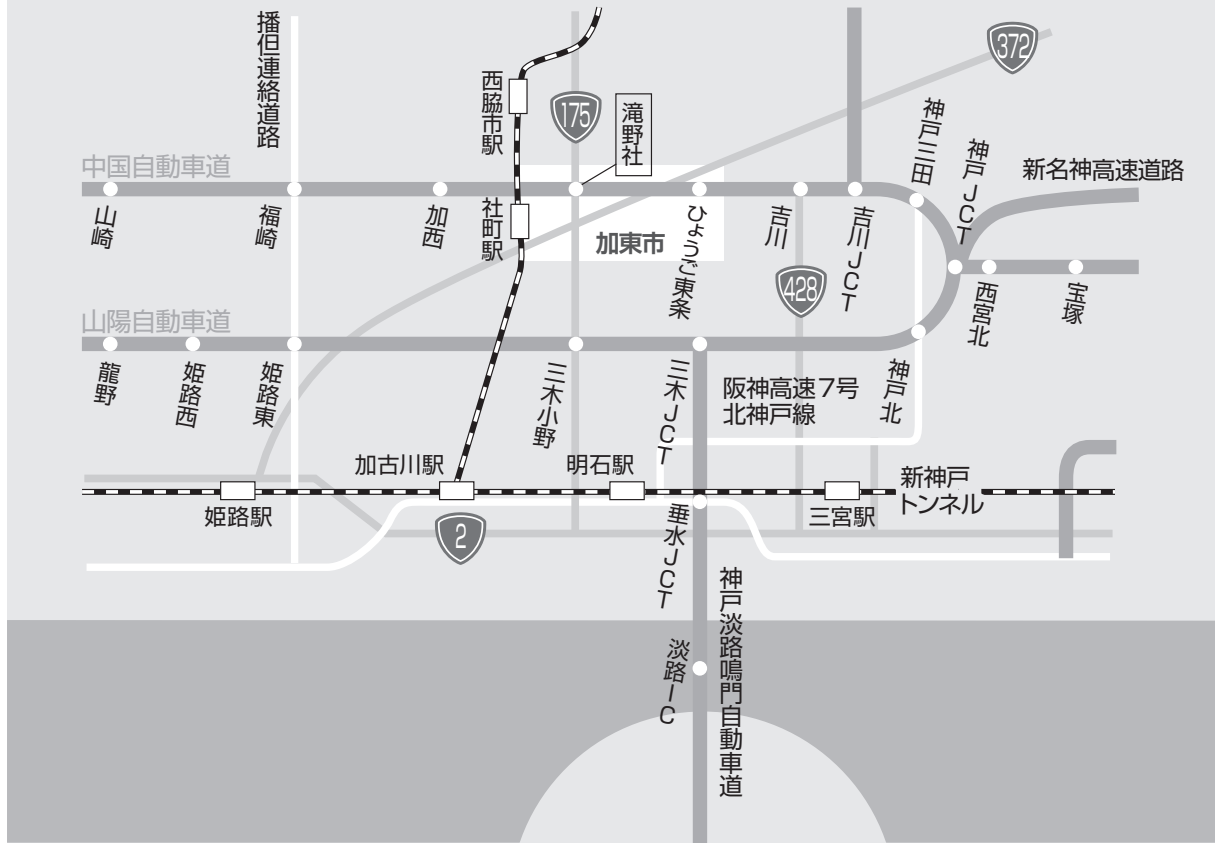 播但連絡道路
西脇市駅
175
滝野社
372
神戸三田
神戸JCT
新名神高速道路
中国自動車道
山崎
福崎
加西
社町駅
加東市
ひょうご東条
吉川
吉川JCT
428
西宮北
宝塚
山陽自動車道
龍野
姫路西
姫路東
三木小野
三木JCT
阪神高速7号
北神戸線
神戸北
加古川駅
明石駅
新神戸
トンネル
姫路駅
2
三宮駅
垂水JCT
神戸淡路鳴門自動車道
淡路IC